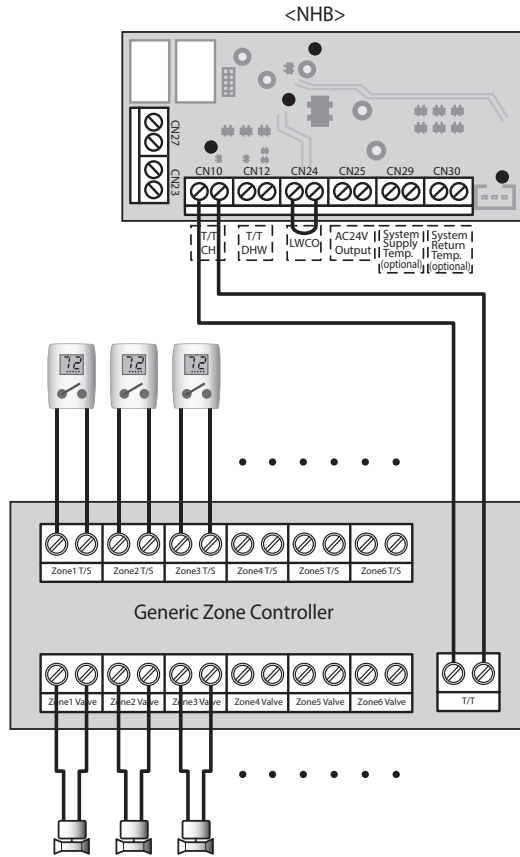 <NHB>
CN27
CN23
CN10 CN12 CN24 CN25 CN29 CN30
T/T
CH
T/T
DHW
LWCO
AC24V
Output
System
Supply
Temp.
(optional)
System
Return
Temp.
(optional)
72 72 72
Zone1 T/S Zone2 T/S Zone3 T/S Zone4 T/S Zone5 T/S Zone6 T/S
Generic Zone Controller
Zone1 Valve Zone2 Valve Zone3 Valve Zone4 Valve Zone5 Valve Zone6 Valve
T/T